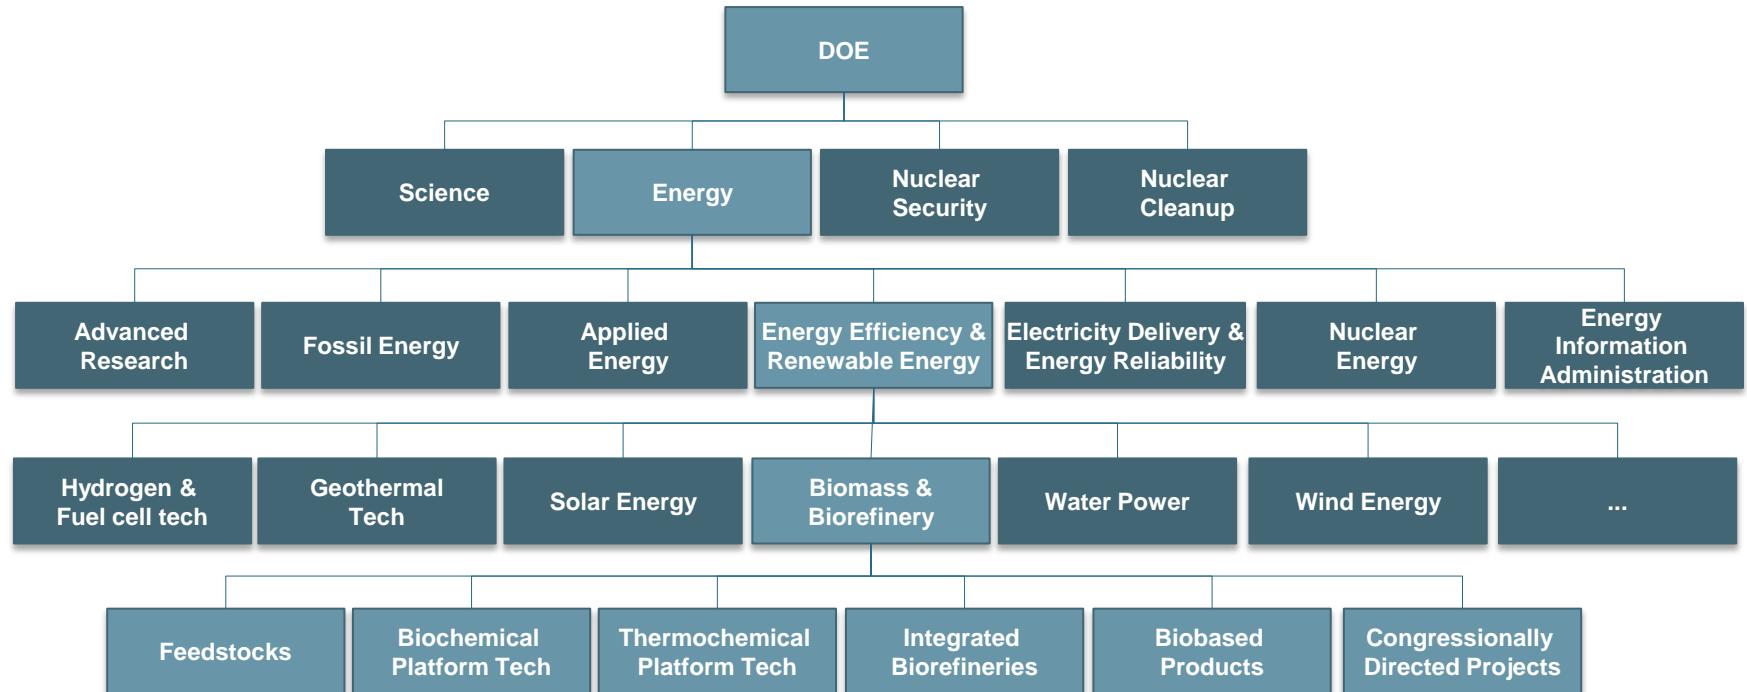 DOE
Science
Energy
Nuclear
Security
Nuclear
Cleanup
Advanced
Research
Fossil Energy
Applied
Energy
Energy Efficiency &
Renewable Energy
Electricity Delivery &
Energy Reliability
Nuclear
Energy
Energy
Information
Administration
Hydrogen &
Fuel cell tech
Geothermal
Tech
Solar Energy
Biomass &
Biorefinery
Water Power
Wind Energy
...
Feedstocks
Biochemical
Platform Tech
Thermochemical
Platform Tech
Integrated
Biorefineries
Biobased
Products
Congressionally
Directed Projects